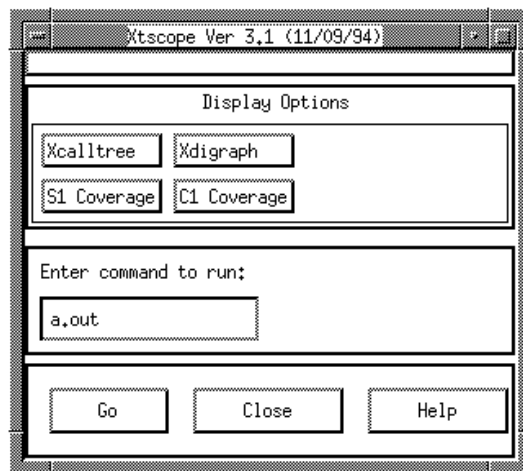 Xtscope Ver 3.1 (11/09/94)
Display Options
Xcalltree Xdigraph
S1 Coverage C1 Coverage
Enter command to run:
a.out
Go Close Help